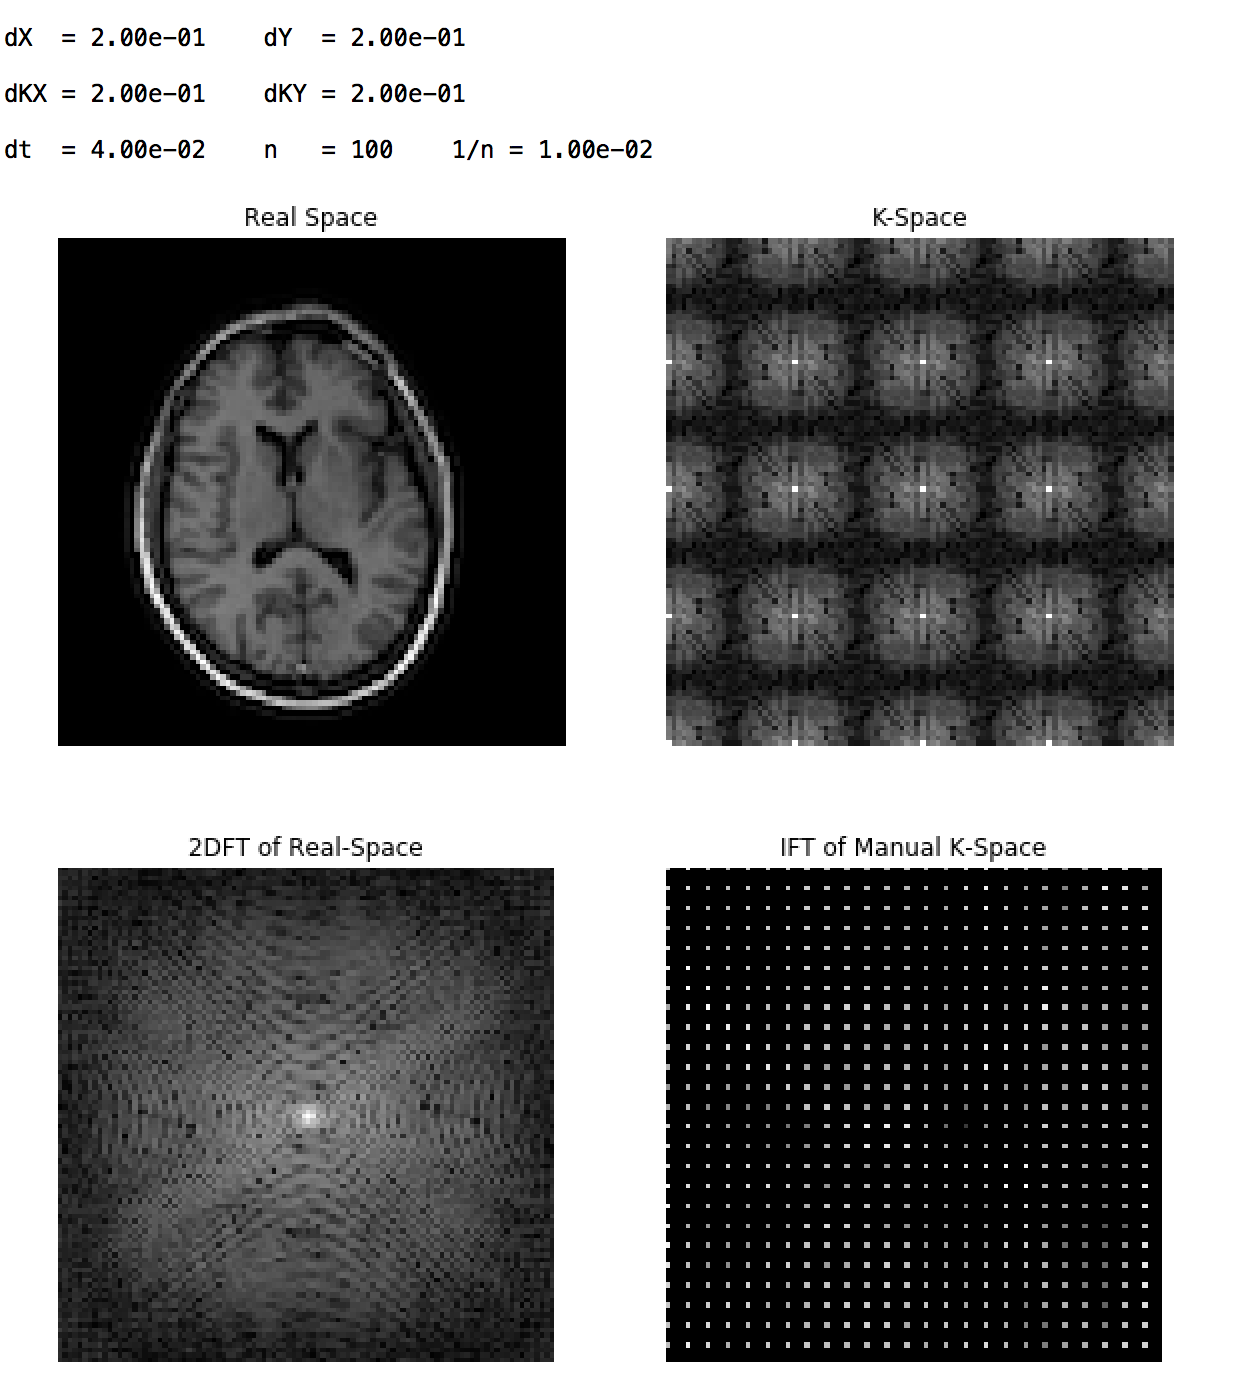 dX  = 2.00e-01    dY  = 2.00e-01
dKX = 2.00e-01    dKY = 2.00e-01
dt  = 4.00e-02    n   = 100    1/n = 1.00e-02
Real Space
K-Space
2DFT of Real-Space
IFT of Manual K-Space